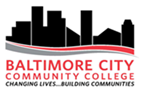 BALTIMORE CITY
COMMUNITY COLLEGE
CHANGING LIVES...BUILDING COMMUNITIES